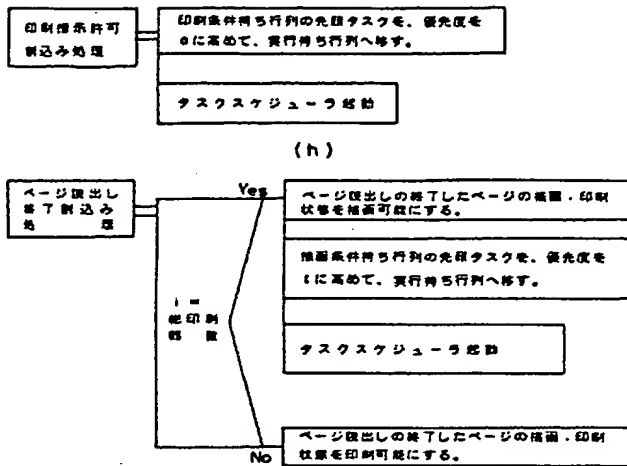 印刷指示許可
割込み処理
印刷条件待ち行列の先頭タスクを、優先度を
αに高めて、実行待ち行列へ移す。
タスクスケジューラ起動
(h)
ページ読出し
終了割込み
処理
Yes
ページ読出しの終了したページの描画・印刷
状態を描画可能にする。
描画条件待ち行列の先頭タスクを、優先度を
に高めて、実行待ち行列へ移す。
i =
総印刷
部数
タスクスケジューラ起動
No
ページ読出しの終了したページの描画・印刷
状態を印刷可能にする。